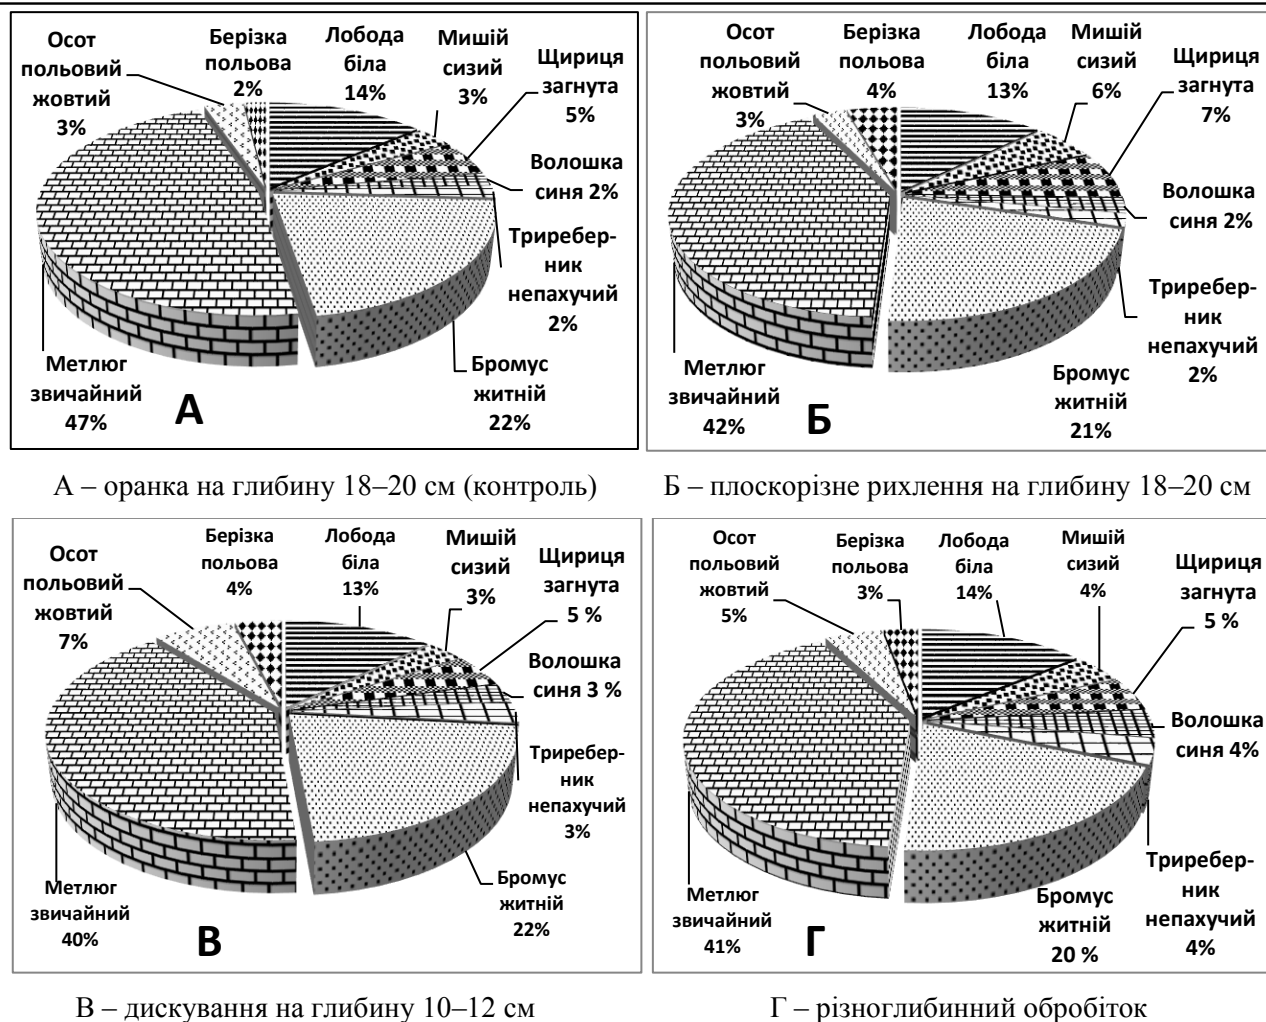 Осот
польовий
жовтий
3%
Берізка
польова
2%
Лобода
біла
14%
Мишій
сизий
3%
Щириця
загнута
5%
Волошка
синя 2%
Триребер-
ник
непахучий
2%
Бромус
житній
22%
Метлюг
звичайний
47%
А
Осот
польовий
жовтий
3%
Берізка
польова
4%
Лобода
біла
13%
Мишій
сизий
6%
Щириця
загнута
7%
Волошка
синя 2%
Триребер-
ник
непахучий
2%
Бромус
житній
21%
Метлюг
звичайний
42%
Б
А – оранка на глибину 18–20 см (контроль)
Б – плоскорізне рихлення на глибину 18–20 см
Осот
польовий
жовтий
7%
Берізка
польова
4%
Лобода
біла
13%
Мишій
сизий
3%
Щириця
загнута
5 %
Волошка
синя 3 %
Триребер-
ник
непахучий
3%
Бромус
житній
22%
Метлюг
звичайний
40%
В
Осот
польовий
жовтий
5%
Берізка
польова
3%
Лобода
біла
14%
Мишій
сизий
4%
Щириця
загнута
5 %
Волошка
синя 4%
Триребер-
ник
непахучий
4%
Бромус
житній
20 %
Метлюг
звичайний
41%
Г
В – дискування на глибину 10–12 см
Г – різноглибинний обробіток